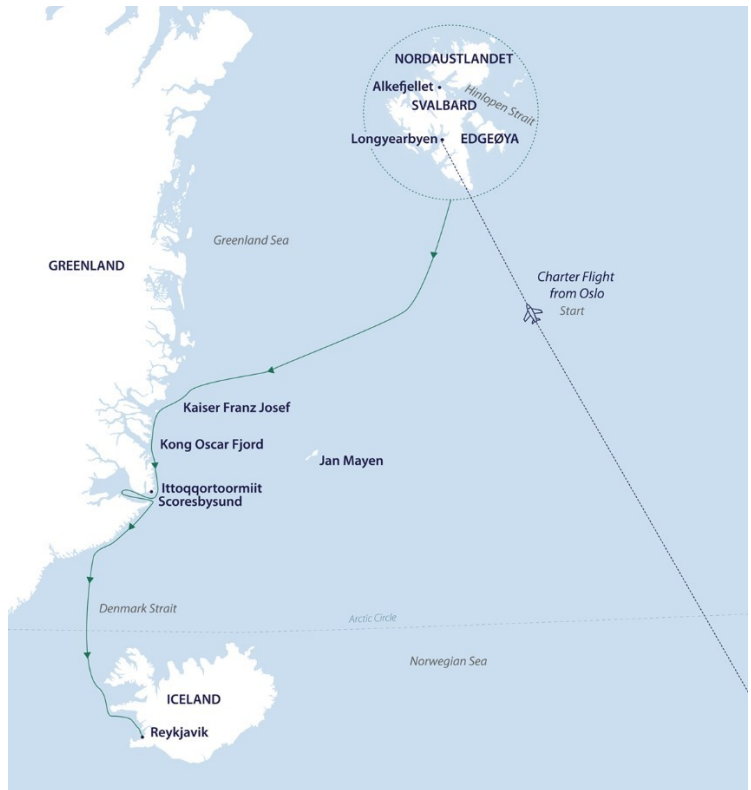 NORDAUSTLANDET
Alkefjellet
Hinlopen Strait
SVALBARD
Longyearbyen
EDGEØYA
Greenland Sea
GREENLAND
Charter Flight
from Oslo
Start
Kaiser Franz Josef
Kong Oscar Fjord
Jan Mayen
Ittoqqortoormiit
Scoresbysund
Denmark Strait
Arctic Circle
Norwegian Sea
ICELAND
Reykjavik